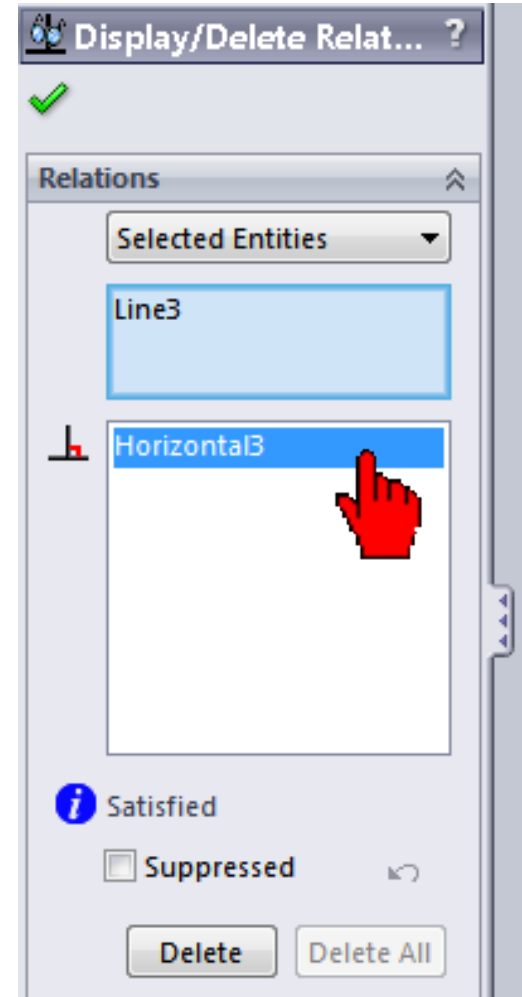 Display/Delete Relat... ?
Relations
Selected Entities
Line3
Horizontal3
i Satisfied
Suppressed
Delete Delete All